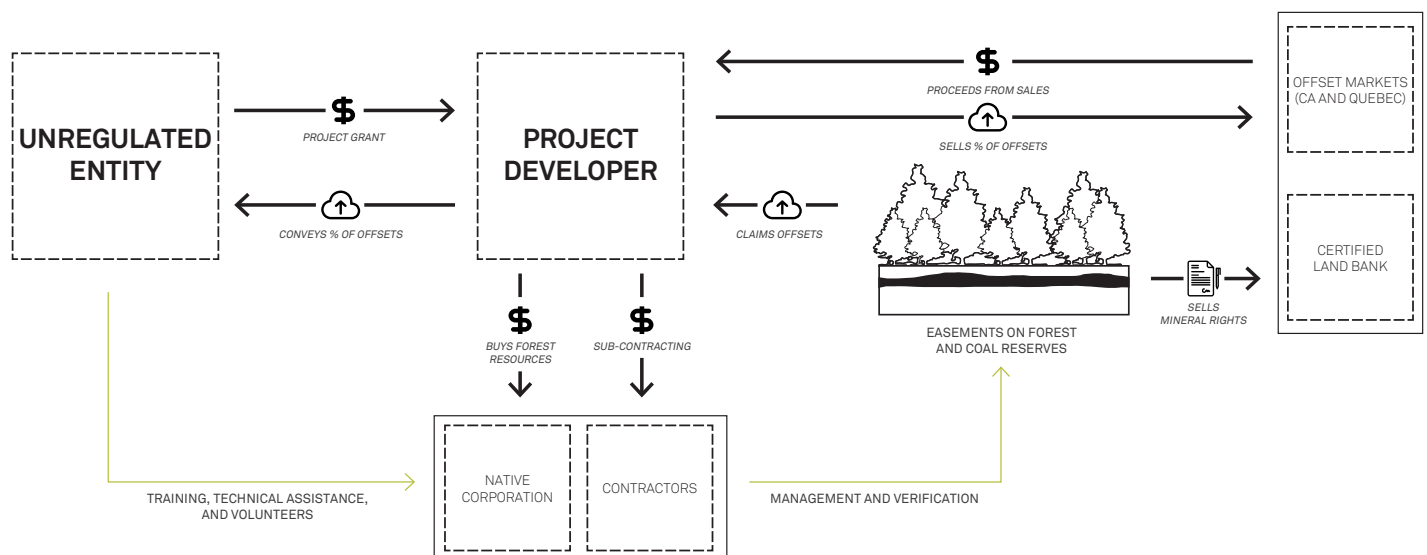 UNREGULATED
ENTITY
$
PROJECT GRANT
CONVEYS % OF OFFSETS
PROJECT
DEVELOPER
$
PROCEEDS FROM SALES
SELLS % OF OFFSETS
CLAIMS OFFSETS
OFFSET MARKETS
(CA AND QUEBEC)
CERTIFIED
LAND BANK
SELLS
MINERAL RIGHTS
EASEMENTS ON FOREST
AND COAL RESERVES
$
BUYS FOREST
RESOURCES
$
SUB-CONTRACTING
NATIVE
CORPORATION
CONTRACTORS
TRAINING, TECHNICAL ASSISTANCE,
AND VOLUNTEERS
MANAGEMENT AND VERIFICATION